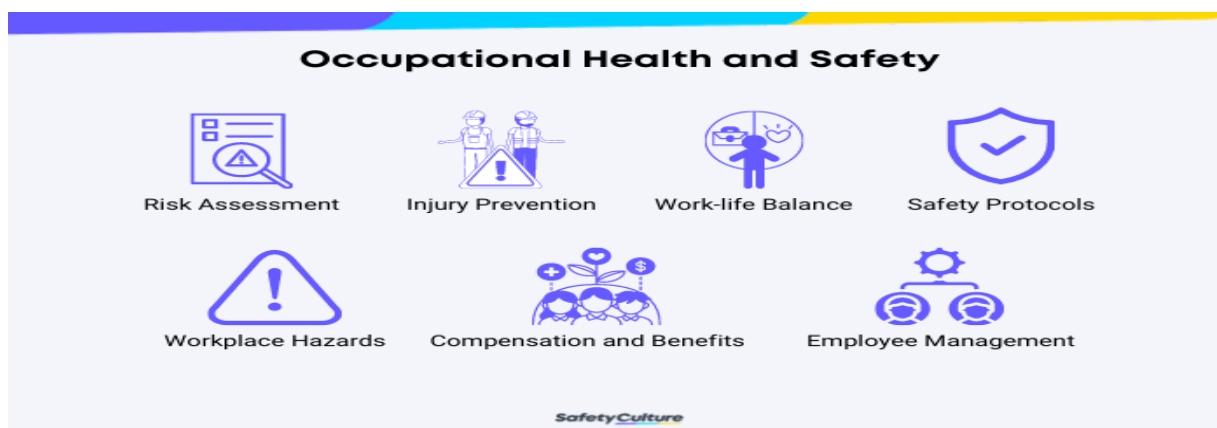 Occupational Health and Safety
Risk Assessment
Injury Prevention
Work-life Balance
Safety Protocols
Workplace Hazards
Compensation and Benefits
Employee Management
SafetyCulture